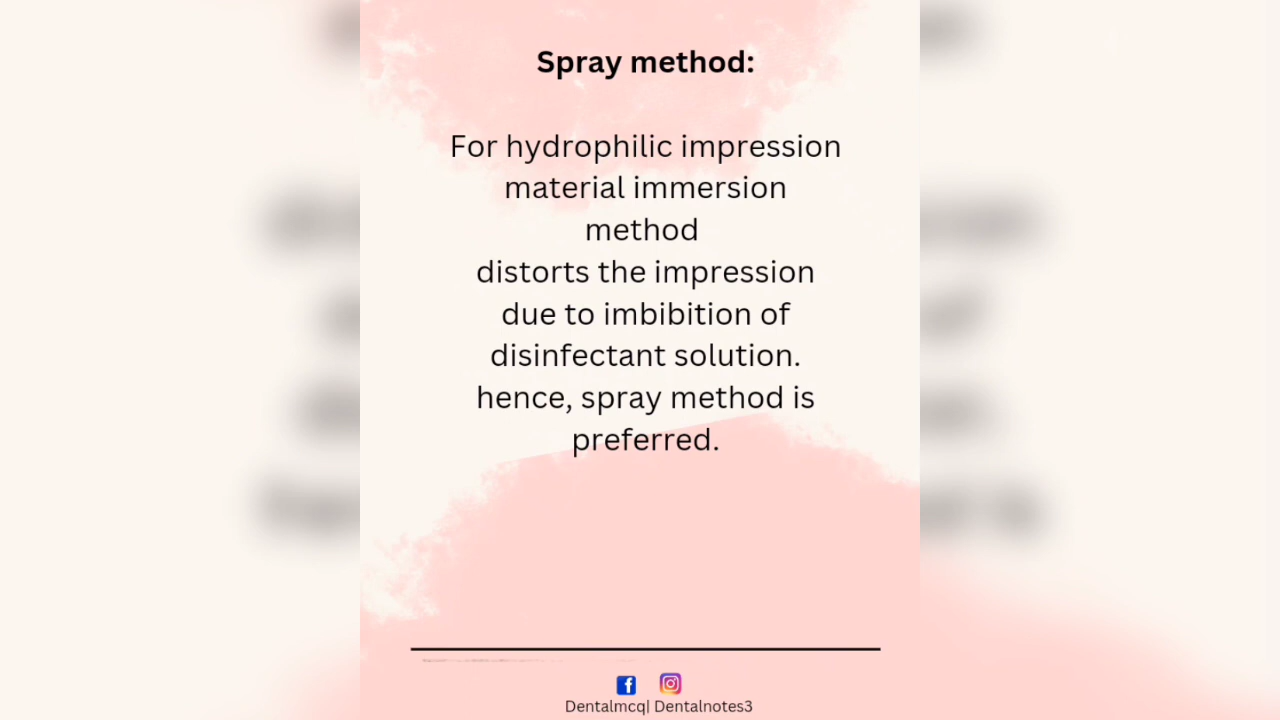 Spray method:
For hydrophilic impression
material immersion
method
distorts the impression
due to imbibition of
disinfectant solution.
hence, spray method is
preferred.
Dentalmcq| Dentalnotes3